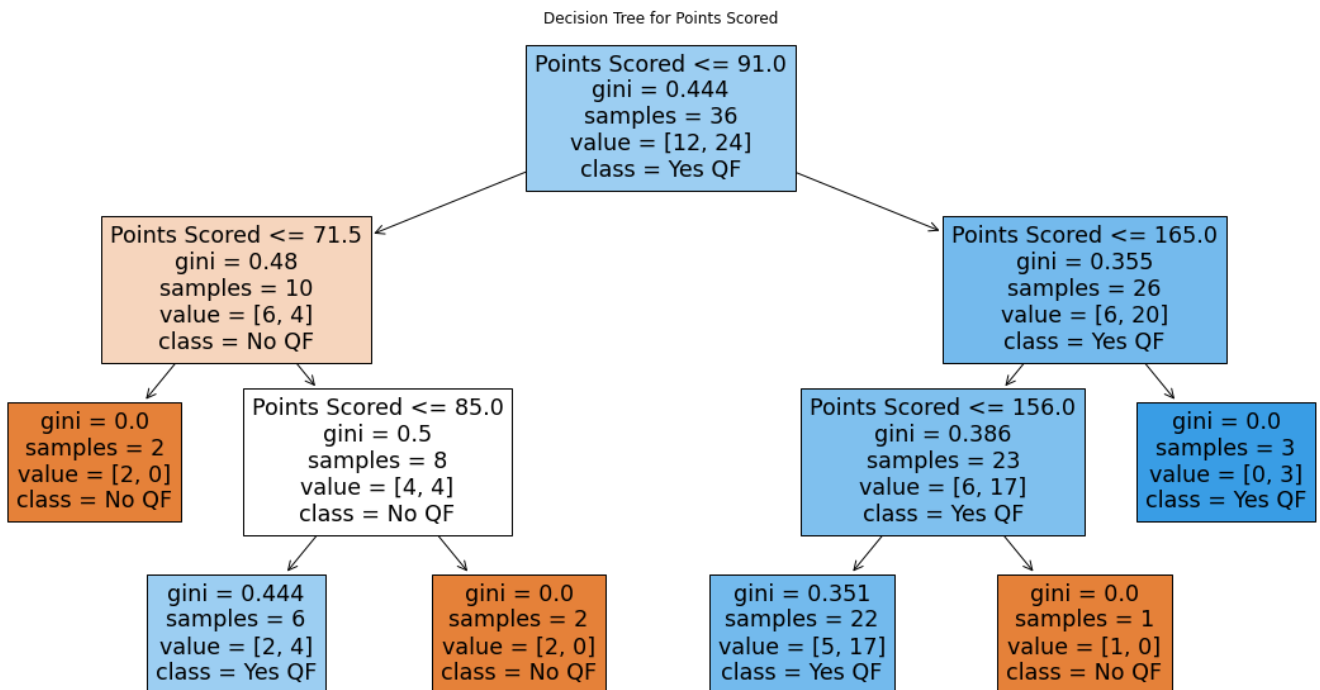 Decision Tree for Points Scored
Points Scored <= 91.0
gini = 0.444
samples = 36
value = [12, 24]
class = Yes QF
Points Scored <= 71.5
gini = 0.48
samples = 10
value = [6, 4]
class = No QF
Points Scored <= 165.0
gini = 0.355
samples = 26
value = [6, 20]
class = Yes QF
gini = 0.0
samples = 2
value = [2, 0]
class = No QF
Points Scored <= 85.0
gini = 0.5
samples = 8
value = [4, 4]
class = No QF
Points Scored <= 156.0
gini = 0.386
samples = 23
value = [6, 17]
class = Yes QF
gini = 0.0
samples = 3
value = [0, 3]
class = Yes QF
gini = 0.444
samples = 6
value = [2, 4]
class = Yes QF
gini = 0.0
samples = 2
value = [2, 0]
class = No QF
gini = 0.351
samples = 22
value = [5, 17]
class = Yes QF
gini = 0.0
samples = 1
value = [1, 0]
class = No QF